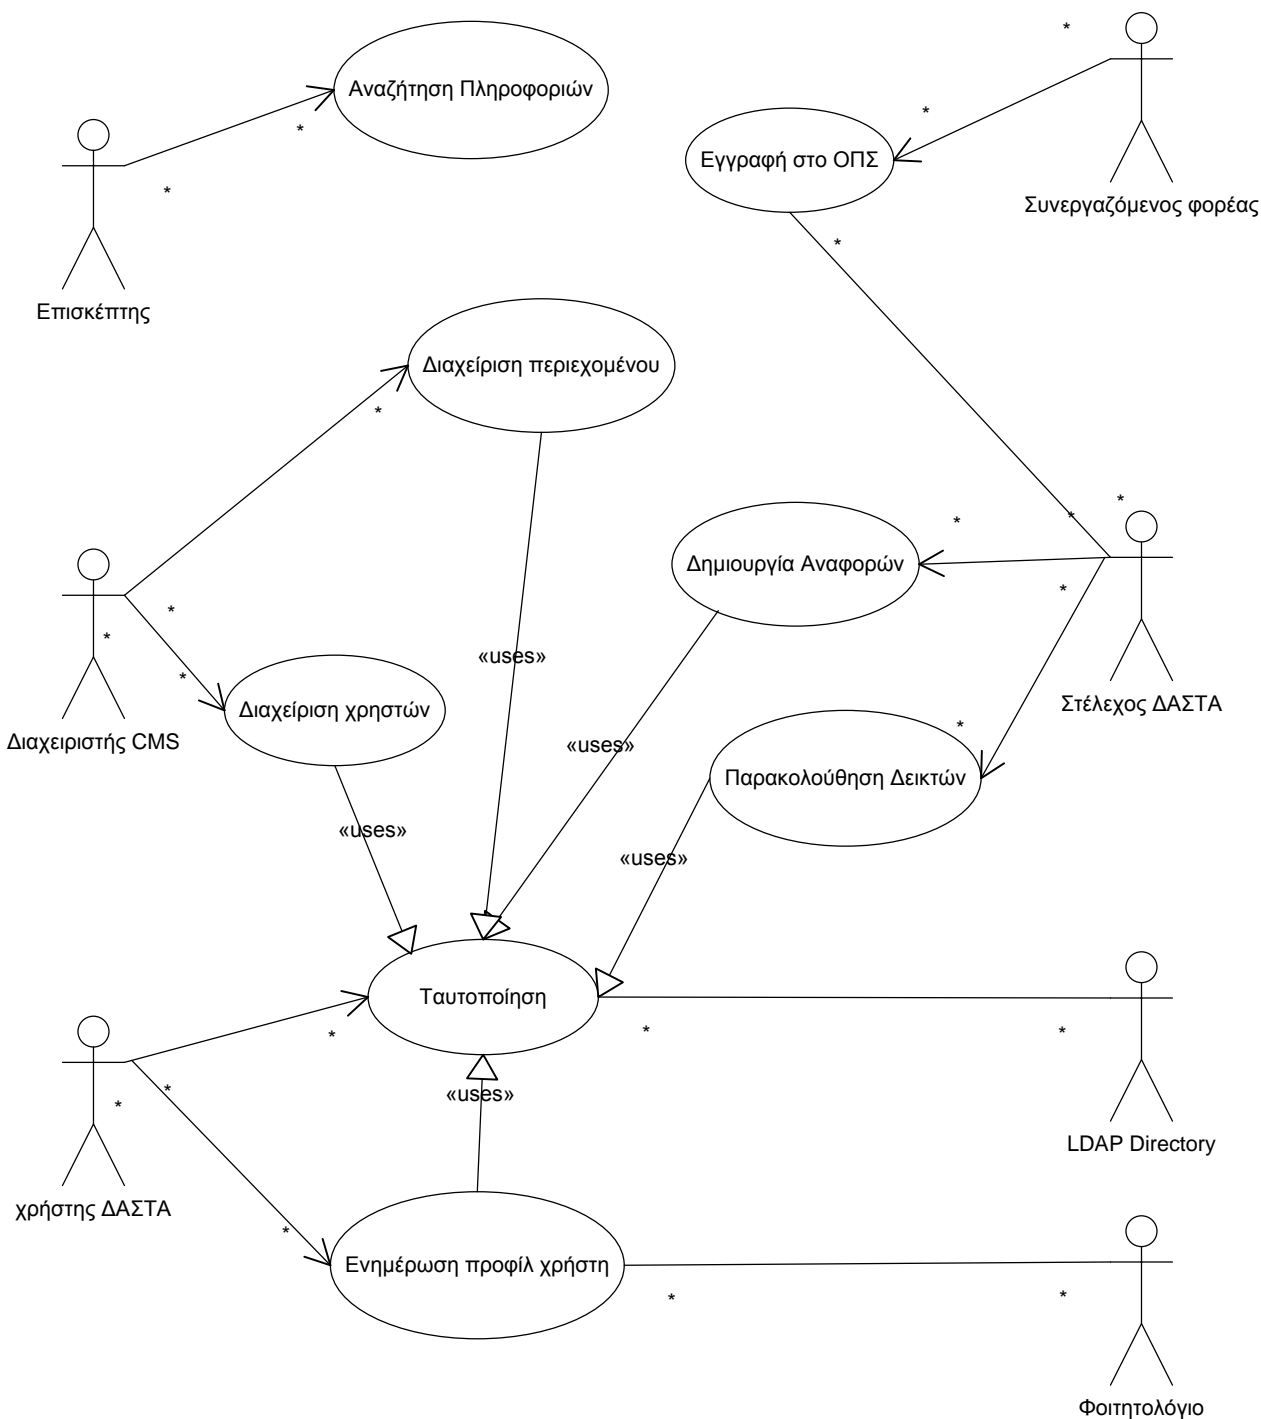 *
Αναζήτηση Πληροφοριών
*
*
Εγγραφή στο ΟΠΣ
*
Συνεργαζόμενος φορέας
*
Επισκέπτης
Διαχείριση περιεχομένου
*
*
*
*
Δημιουργία Αναφορών
*
*
*
«uses»
*
Διαχείριση χρηστών
Στέλεχος ΔΑΣΤΑ
*
Διαχειριστής CMS
«uses»
Παρακολούθηση Δεικτών
«uses»
«uses»
Ταυτοποίηση
*
*
*
*
«uses»
*
LDAP Directory
χρήστης ΔΑΣΤΑ
*
Ενημέρωση προφίλ χρήστη
*
*
Φοιτητολόγιο